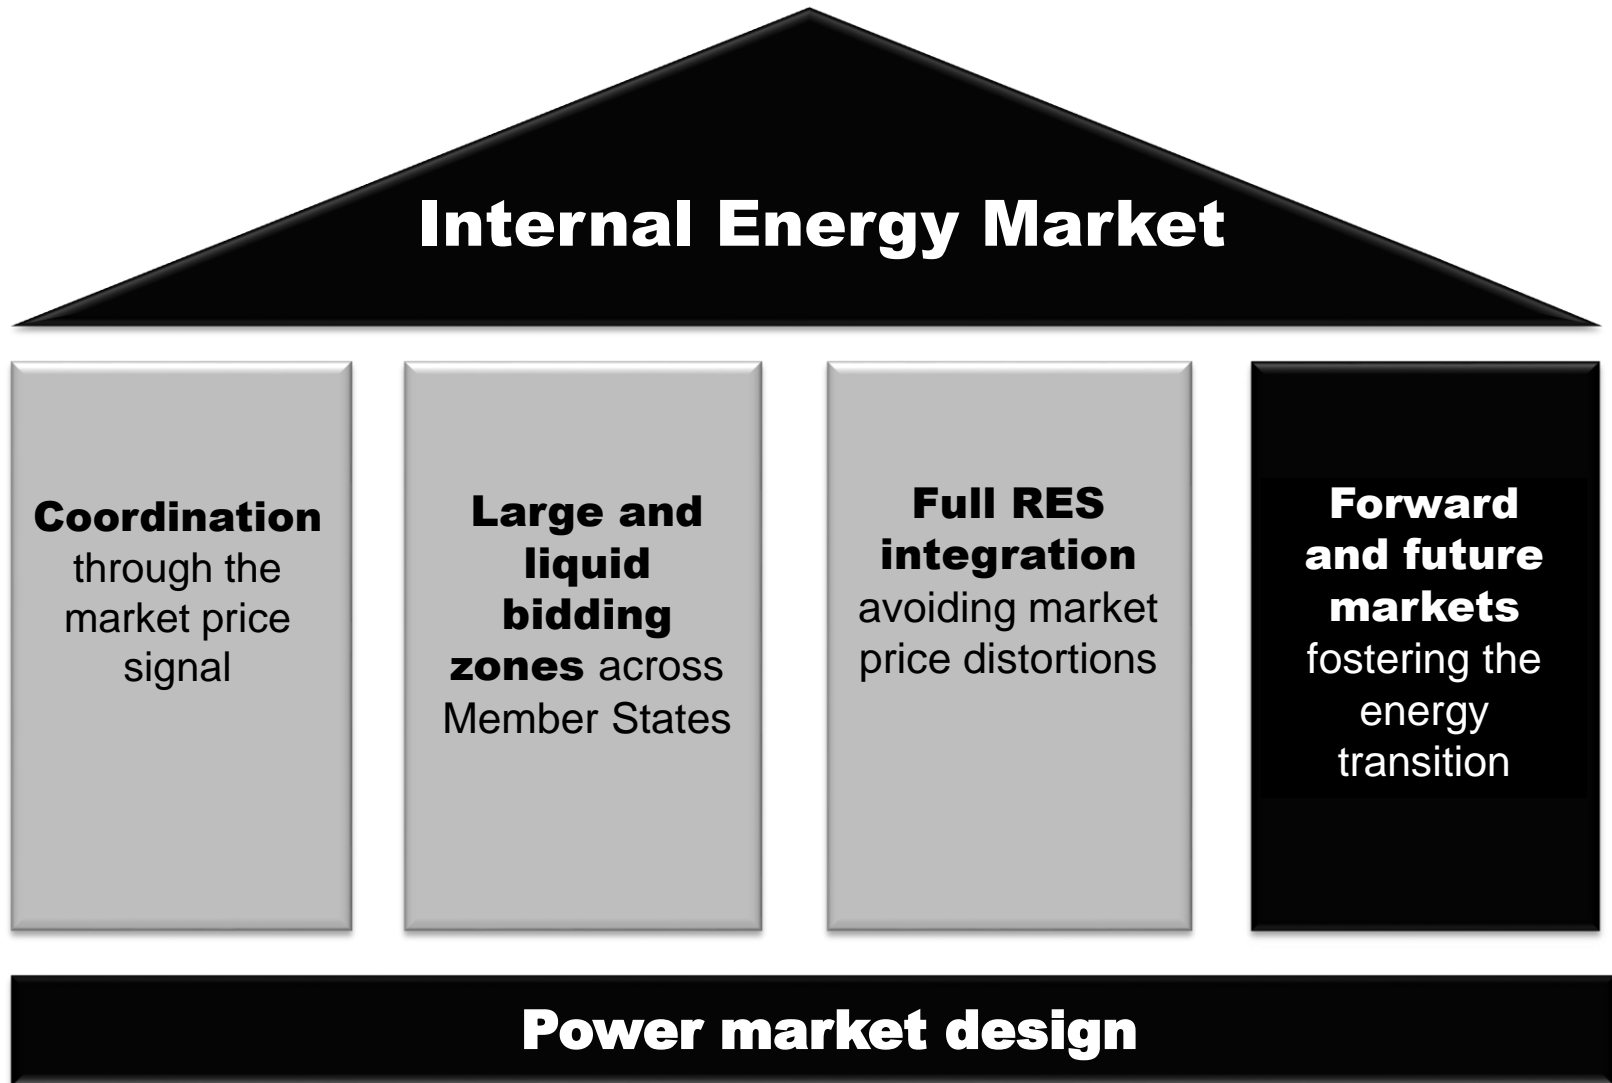 Internal Energy Market
Coordination
through the
market price
signal
Large and
liquid
bidding
zones across
Member States
Full RES
integration
avoiding market
price distortions
Forward
and future
markets
fostering the
energy
transition
Power market design